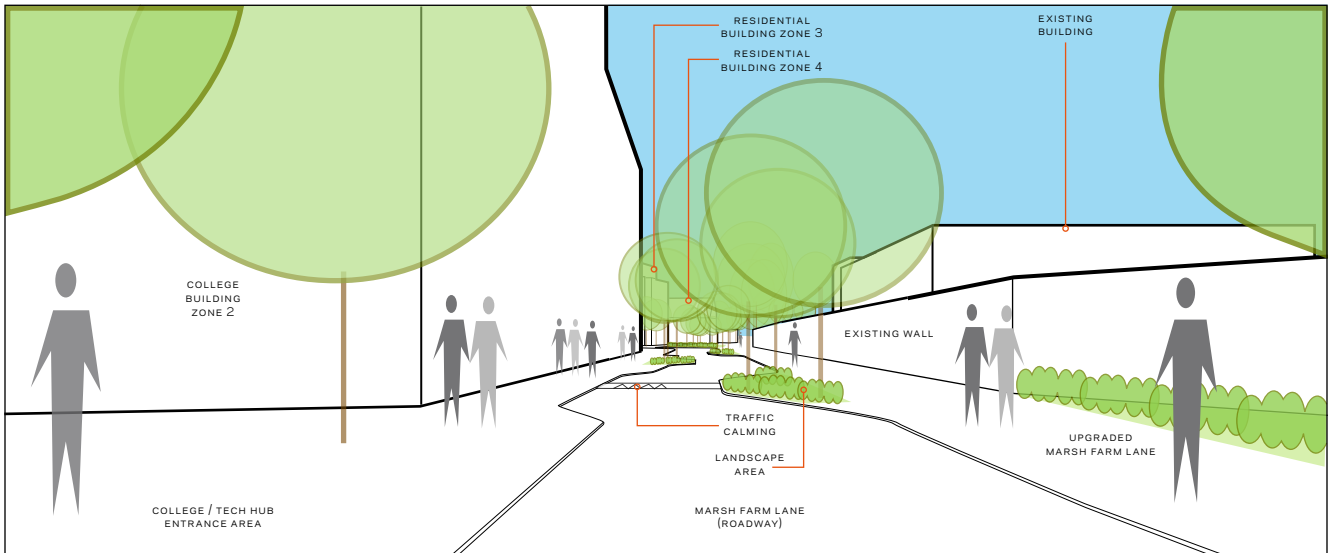 RESIDENTIAL
BUILDING ZONE 3
RESIDENTIAL
BUILDING ZONE 4
EXISTING
BUILDING
COLLEGE
BUILDING
ZONE 2
EXISTING WALL
TRAFFIC
CALMING
LANDSCAPE
AREA
UPGRADED
MARSH FARM LANE
COLLEGE / TECH HUB
ENTRANCE AREA
MARSH FARM LANE
(ROADWAY)